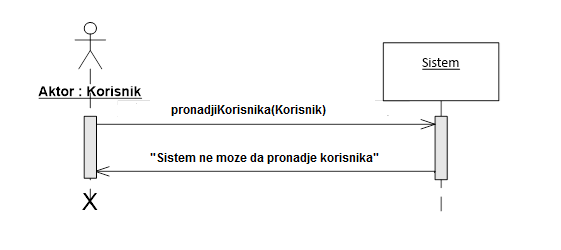 Sistem
Aktor : Korisnik
pronadjiKorisnika(Korisnik)
"Sistem ne moze da pronadje korisnika"
X